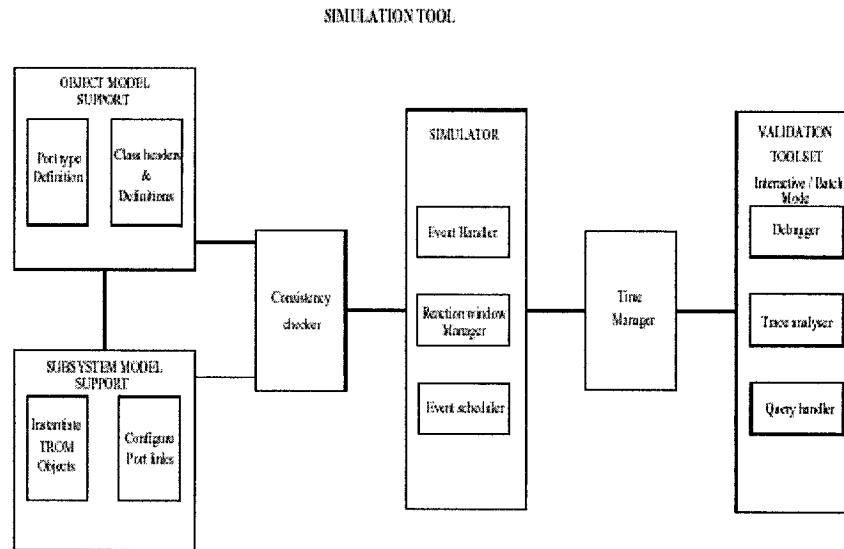 SIMULATION TOOL
OBJECT MODEL
SUPPORT
Port type
Definition
Class headers
&
Definitions
SUBSYSTEM MODEL
SUPPORT
Instantiate
TROM
Objects
Configure
Port links
Consistency
checker
SIMULATOR
Event Handler
Reaction window
Manager
Event scheduler
Time
Manager
VALIDATION
TOOLSET
Interactive / Batch
Mode
Debugger
Trace analyser
Query handler